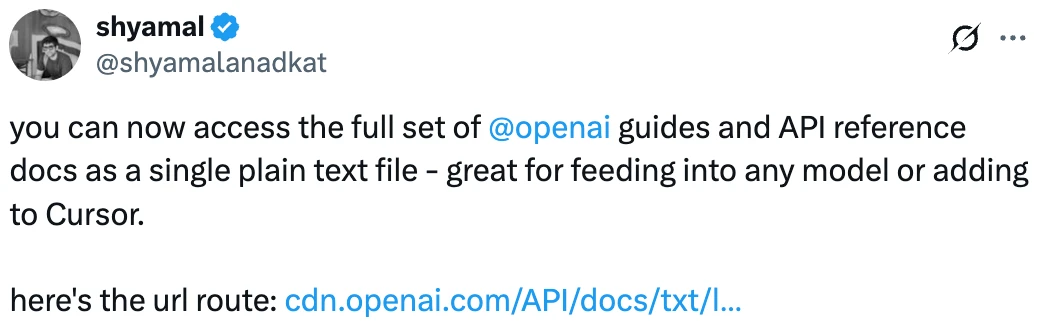 shyamal
@shyamalanadkat
you can now access the full set of @openai guides and API reference
docs as a single plain text file - great for feeding into any model or adding
to Cursor.
here's the url route: cdn.openai.com/API/docs/txt/l...